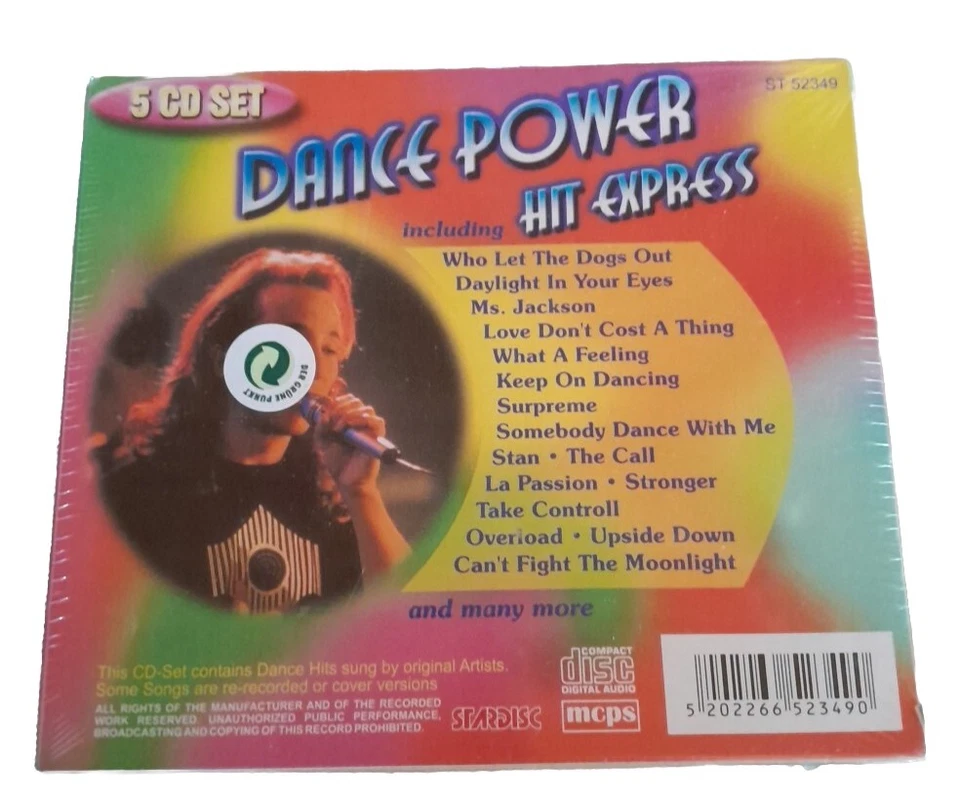 5 CD SET
ST 52349
DANCE POWER
HIT EXPRESS
including
Who Let The Dogs Out
Daylight In Your Eyes
Ms. Jackson
Love Don't Cost A Thing
What A Feeling
Keep On Dancing
Surpreme
Somebody Dance With Me
Stan • The Call
La Passion • Stronger
Take Controll
Overload • Upside Down
Can't Fight The Moonlight
and many more
DER GRÜNE PUNKT
This CD-Set contains Dance Hits sung by original Artists.
Some Songs are re-recorded or cover versions
ALL RIGHTS OF THE MANUFACTURER AND OF THE RECORDED
WORK RESERVED. UNAUTHORIZED PUBLIC PERFORMANCE,
BROADCASTING AND COPYING OF THIS RECORD PROHIBITED.
STARDISC
COMPACT
disc
DIGITAL AUDIO
mcps
5 202266 523490